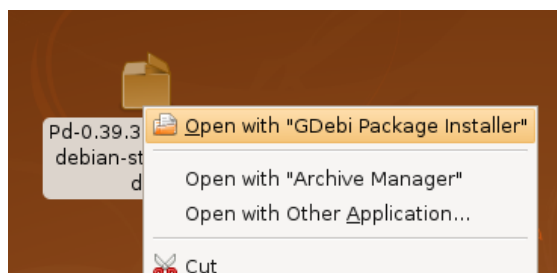 Pd-0.39.3
debian-st
d
Open with "GDebi Package Installer"
Open with "Archive Manager"
Open with Other Application...
Cut